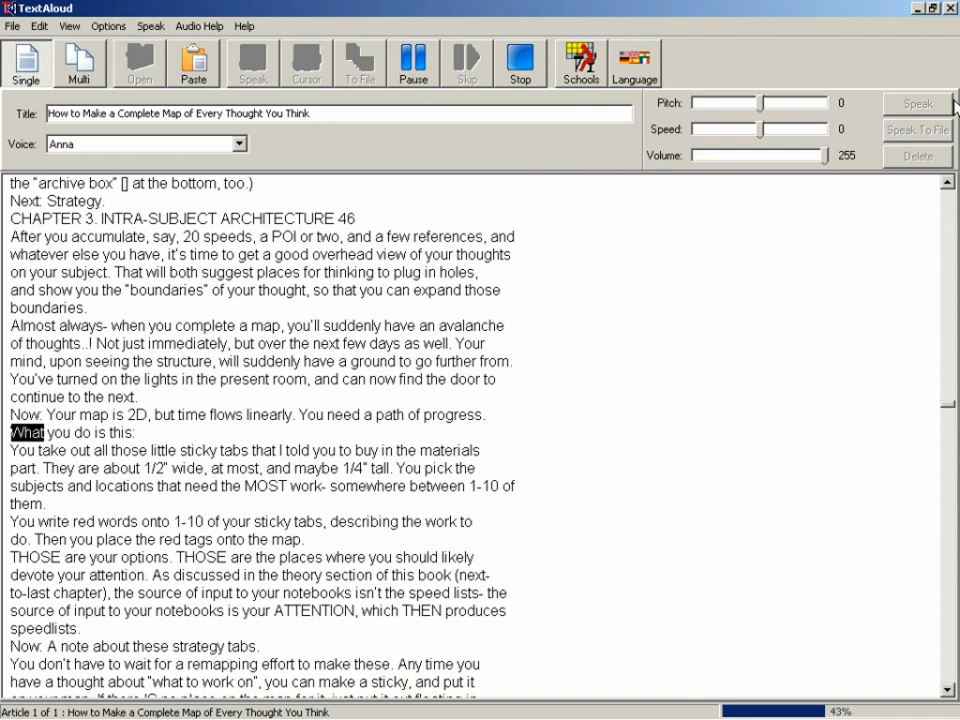 TextAloud
File Edit View Options Speak Audio Help Help
Single Multi Open Paste Speak Cursor To File Pause Skip Stop Schools Language
Title: How to Make a Complete Map of Every Thought You Think
Voice: Anna
Pitch: 0 Speak
Speed: 0 Speak To File
Volume: 255 Delete
the "archive box" [] at the bottom, too.)
Next: Strategy.
CHAPTER 3. INTRA-SUBJECT ARCHITECTURE 46
After you accumulate, say, 20 speeds, a POI or two, and a few references, and
whatever else you have, it's time to get a good overhead view of your thoughts
on your subject. That will both suggest places for thinking to plug in holes,
and show you the "boundaries" of your thought, so that you can expand those
boundaries.
Almost always- when you complete a map, you'll suddenly have an avalanche
of thoughts..! Not just immediately, but over the next few days as well. Your
mind, upon seeing the structure, will suddenly have a ground to go further from.
You've turned on the lights in the present room, and can now find the door to
continue to the next.
Now: Your map is 2D, but time flows linearly. You need a path of progress.
What you do is this:
You take out all those little sticky tabs that I told you to buy in the materials
part. They are about 1/2" wide, at most, and maybe 1/4" tall. You pick the
subjects and locations that need the MOST work- somewhere between 1-10 of
them.
You write red words onto 1-10 of your sticky tabs, describing the work to
do. Then you place the red tags onto the map.
THOSE are your options. THOSE are the places where you should likely
devote your attention. As discussed in the theory section of this book (next-
to-last chapter), the source of input to your notebooks isn't the speed lists- the
source of input to your notebooks is your ATTENTION, which THEN produces
speedlists.
Now: A note about these strategy tabs.
You don't have to wait for a remapping effort to make these. Any time you
have a thought about "what to work on", you can make a sticky, and put it
Article 1 of 1 : How to Make a Complete Map of Every Thought You Think 43%